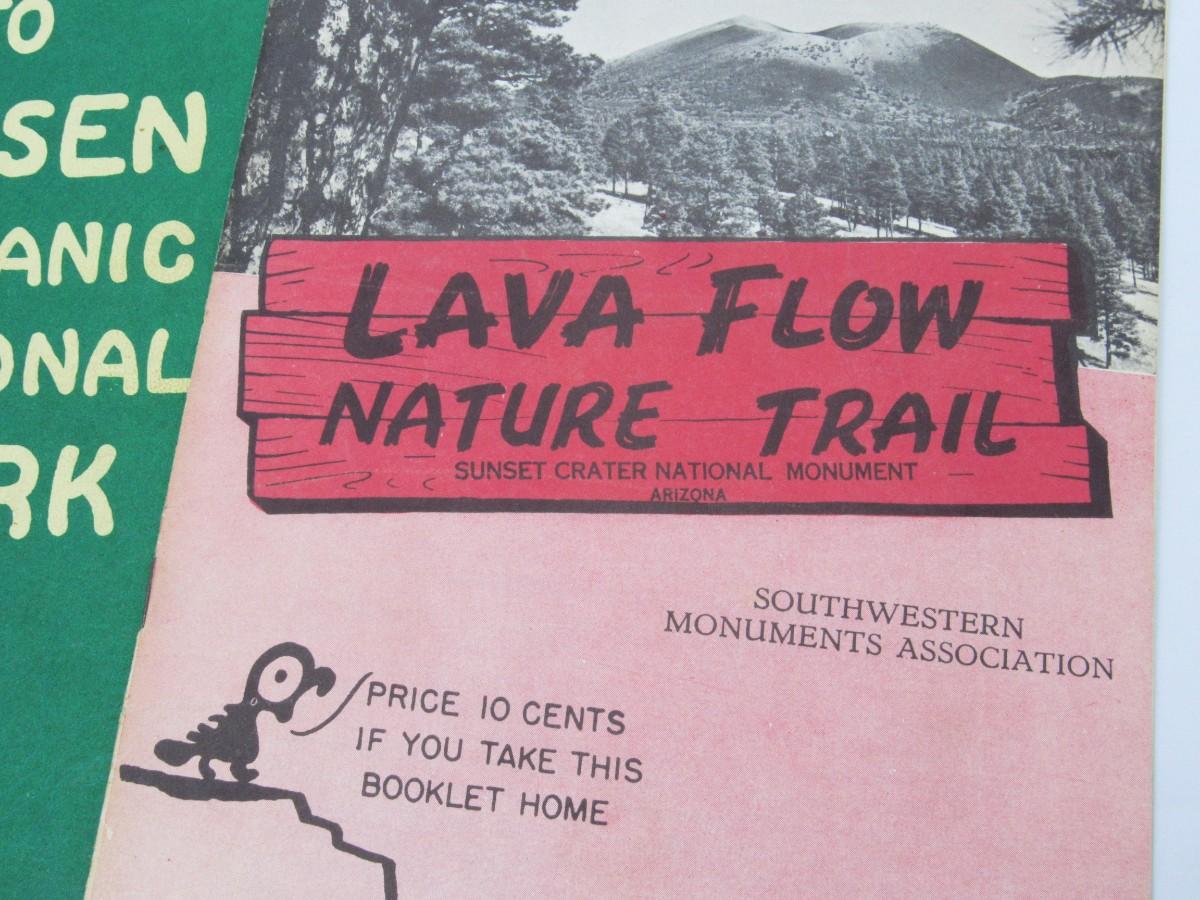 TO
SEN
ANIC
ONAL
RK
LAVA FLOW
NATURE TRAIL
SUNSET CRATER NATIONAL MONUMENT
ARIZONA
SOUTHWESTERN
MONUMENTS ASSOCIATION
PRICE 10 CENTS
IF YOU TAKE THIS
BOOKLET HOME